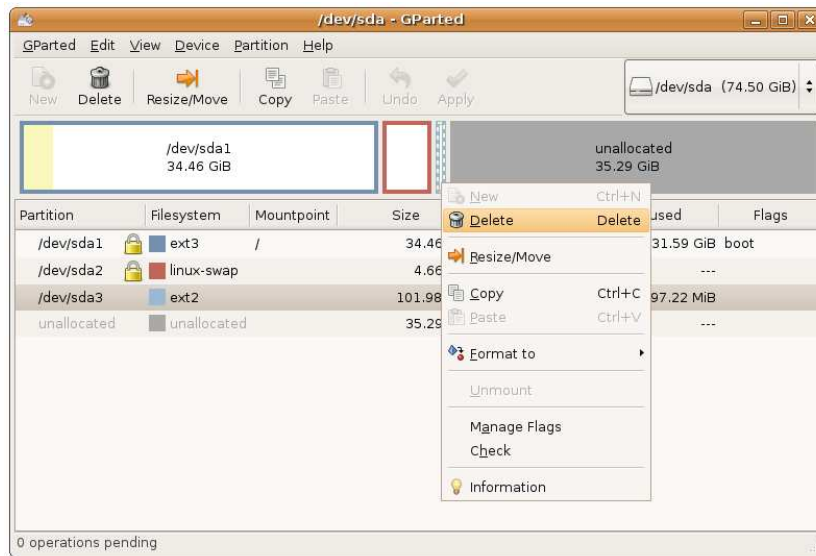 /dev/sda - GParted
GParted Edit View Device Partition Help
New Delete Resize/Move Copy Paste Undo Apply /dev/sda (74.50 GiB)
/dev/sda1
34.46 GiB
unallocated
35.29 GiB
Partition Filesystem Mountpoint Size used Flags
/dev/sda1 ext3 / 34.46 31.59 GiB boot
/dev/sda2 linux-swap 4.66 ---
/dev/sda3 ext2 101.98 97.22 MiB
unallocated unallocated 35.29 ---
New Ctrl+N
Delete Delete
Resize/Move
Copy Ctrl+C
Paste Ctrl+V
Format to
Unmount
Manage Flags
Check
Information
0 operations pending